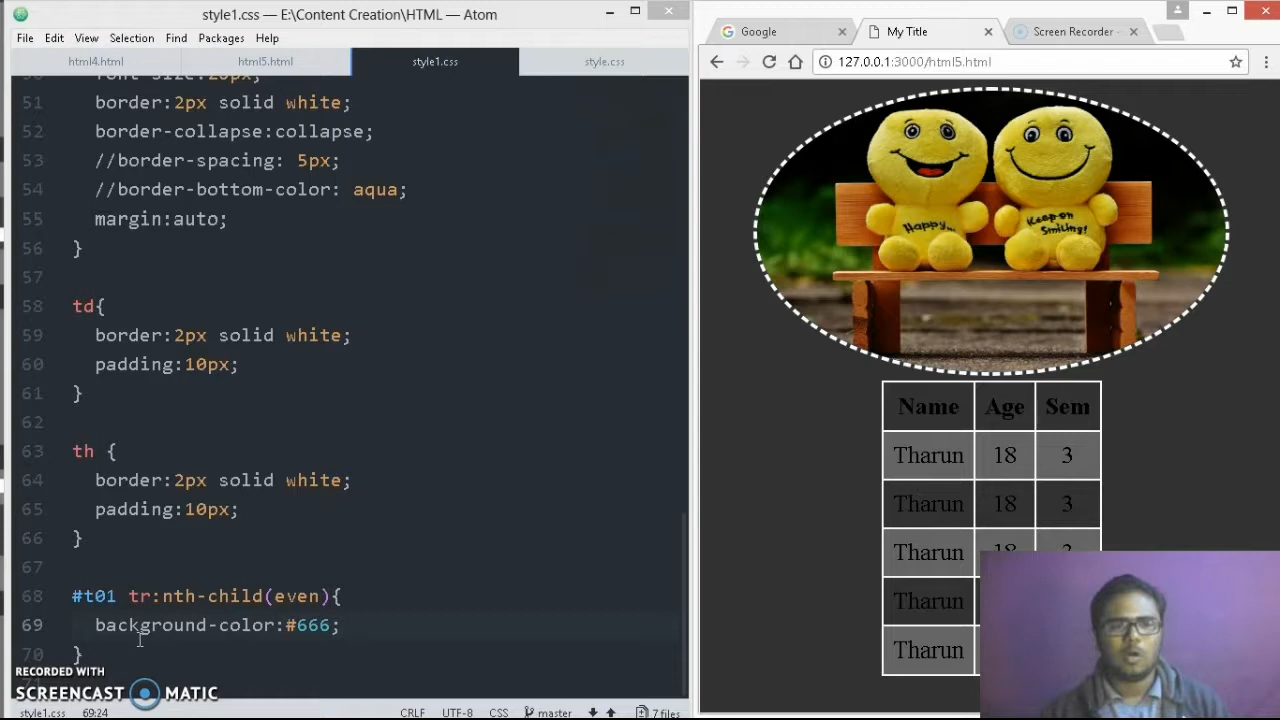 style1.css — E:\Content Creation\HTML — Atom
File Edit View Selection Find Packages Help
html4.html html5.html style1.css style.css
51 border:2px solid white;
52 border-collapse:collapse;
53 //border-spacing: 5px;
54 //border-bottom-color: aqua;
55 margin:auto;
56 }
57
58 td{
59 border:2px solid white;
60 padding:10px;
61 }
62
63 th {
64 border:2px solid white;
65 padding:10px;
66 }
67
68 #t01 tr:nth-child(even){
69 background-color:#666;
70 }
RECORDED WITH
SCREENCAST MATIC
style1.css 69:24 CRLF UTF-8 CSS master 7 files
Google My Title Screen Recorder
127.0.0.1:3000/html5.html
Happy...
Keep on
Smiling!
Name Age Sem
Tharun 18 3
Tharun 18 3
Tharun
Tharun
Tharun